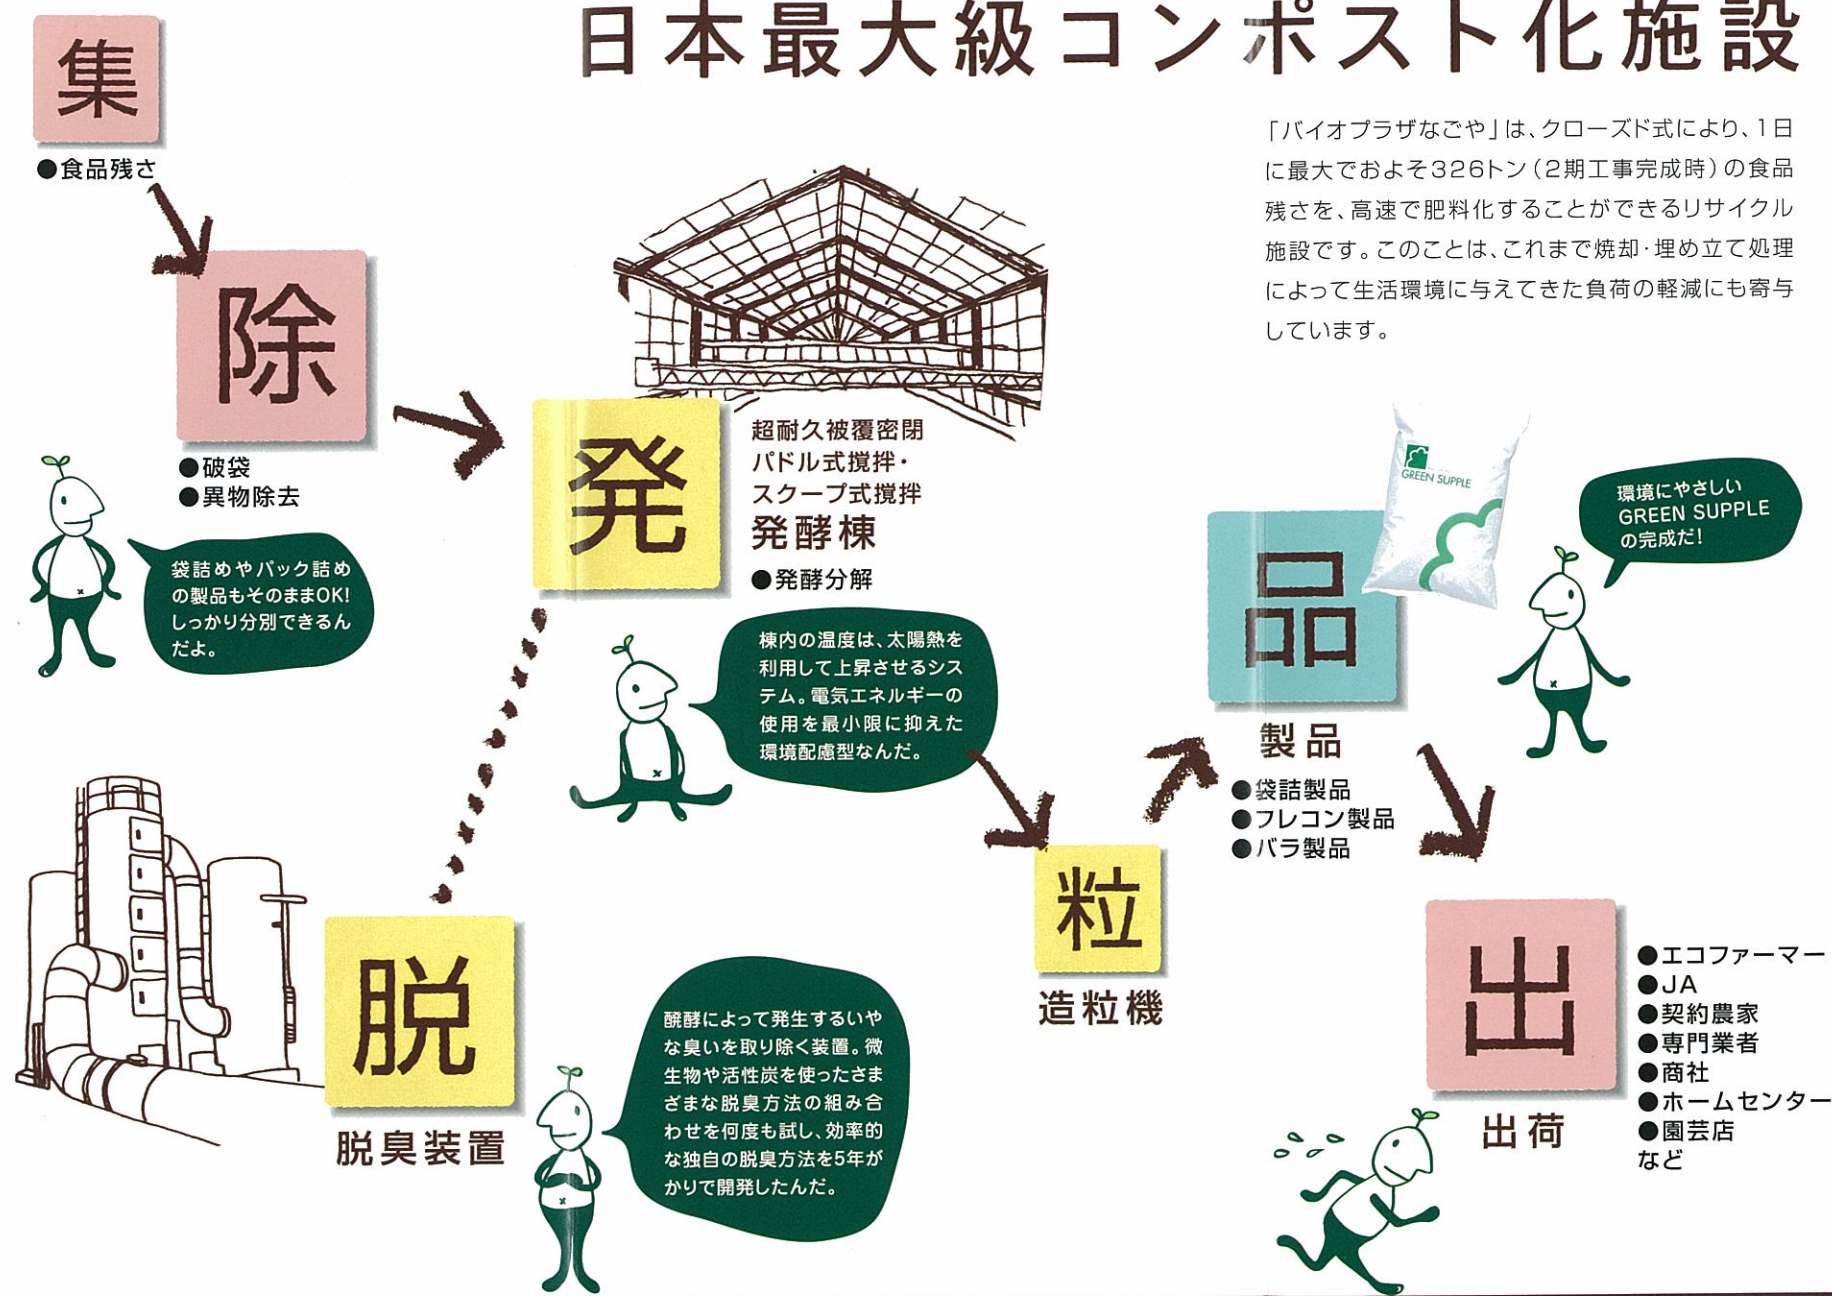 日本最大級コンポスト化施設
「バイオプラザなごや」は、クローズド式により、1日
に最大でおよそ326トン（2期工事完成時）の食品
残さを、高速で肥料化することができるリサイクル
施設です。このことは、これまで焼却・埋め立て処理
によって生活環境に与えてきた負荷の軽減にも寄与
しています。
集
●食品残さ
除
●破袋
●異物除去
袋詰めやパック詰め
の製品もそのままOK!
しっかり分別できるん
だよ。
発
超耐久被覆密閉
パドル式撹拌・
スクープ式撹拌
発酵棟
●発酵分解
棟内の温度は、太陽熱を
利用して上昇させるシス
テム。電気エネルギーの
使用を最小限に抑えた
環境配慮型なんだ。
脱
脱臭装置
醗酵によって発生するいや
な臭いを取り除く装置。微
生物や活性炭を使ったさま
ざまな脱臭方法の組み合
わせを何度も試し、効率的
な独自の脱臭方法を5年が
かりで開発したんだ。
粒
造粒機
品
製品
●袋詰製品
●フレコン製品
●バラ製品
GREEN SUPPLE
環境にやさしい
GREEN SUPPLE
の完成だ!
出
出荷
●エコファーマー
●JA
●契約農家
●専門業者
●商社
●ホームセンター
●園芸店
など